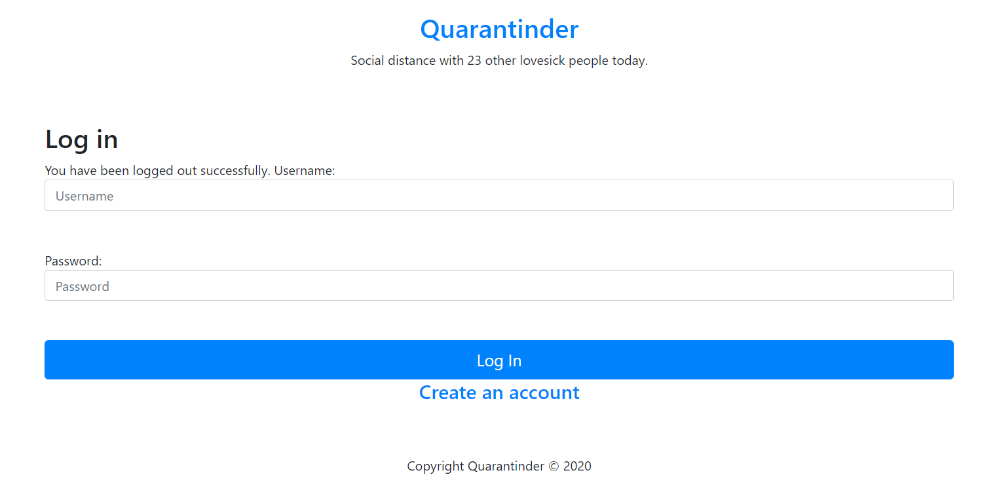 Quarantinder
Social distance with 23 other lovesick people today.
Log in
You have been logged out successfully. Username:
Username
Password:
Password
Log In
Create an account
Copyright Quarantinder © 2020